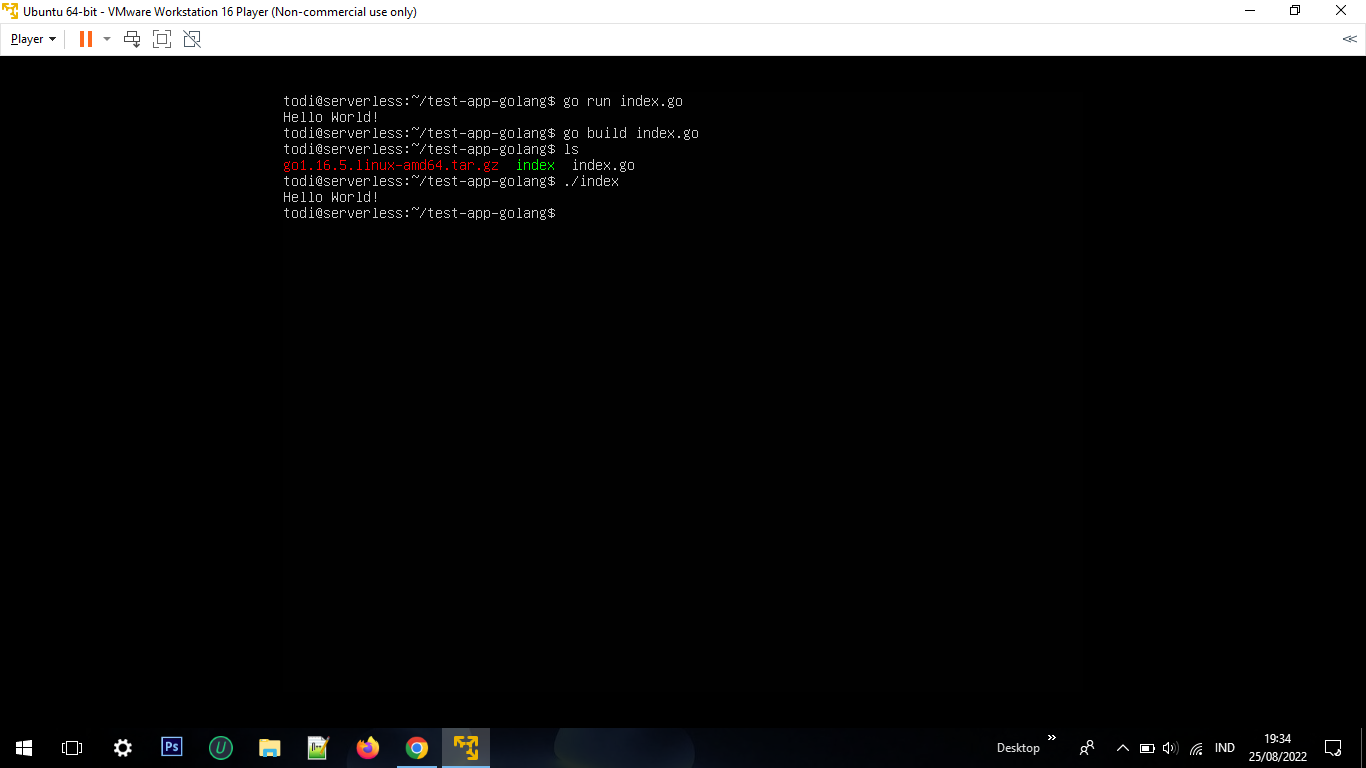 Ubuntu 64-bit - VMware Workstation 16 Player (Non-commercial use only)
Player
todi@serverless:~/test-app-golang$ go run index.go
Hello World!
todi@serverless:~/test-app-golang$ go build index.go
todi@serverless:~/test-app-golang$ ls
go1.16.5.linux-amd64.tar.gz  index  index.go
todi@serverless:~/test-app-golang$ ./index
Hello World!
todi@serverless:~/test-app-golang$
Ps
Desktop
IND
19:34
25/08/2022